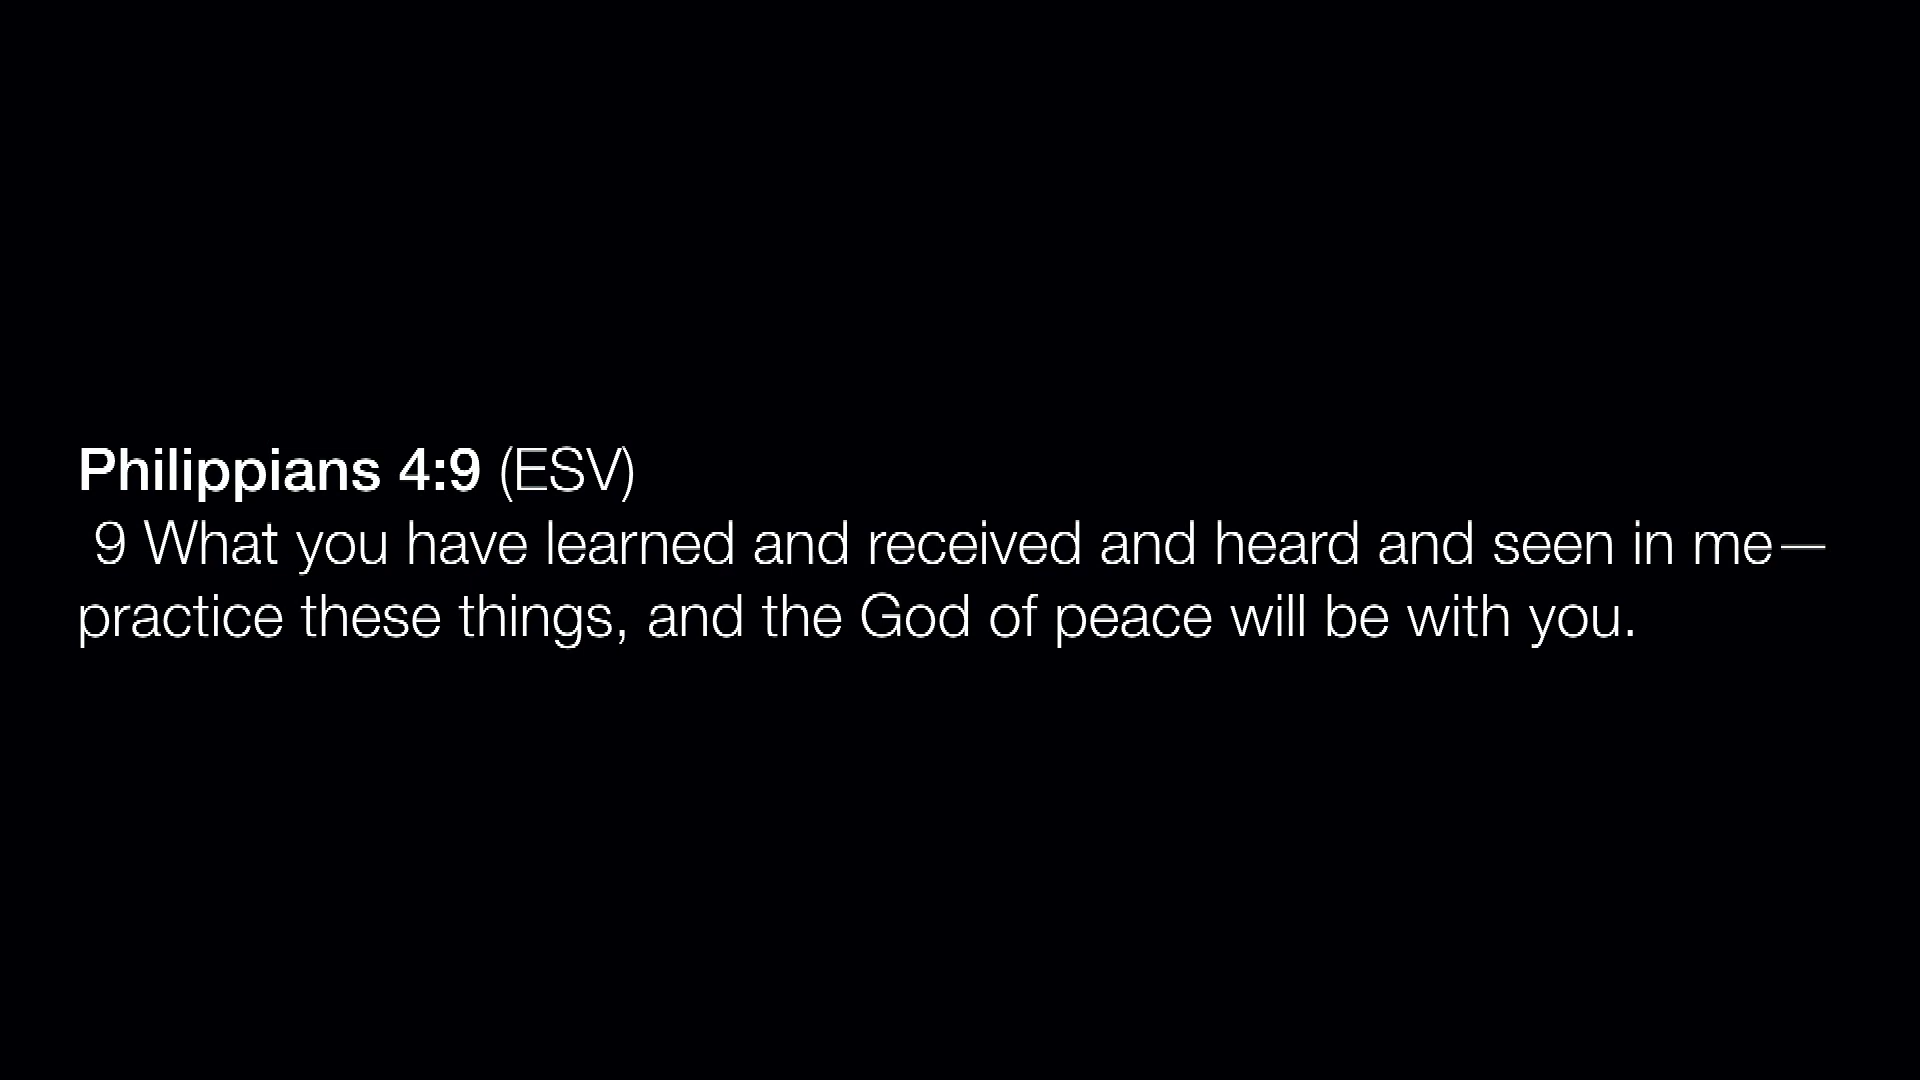 Philippians 4:9 (ESV)
9 What you have learned and received and heard and seen in me—
practice these things, and the God of peace will be with you.